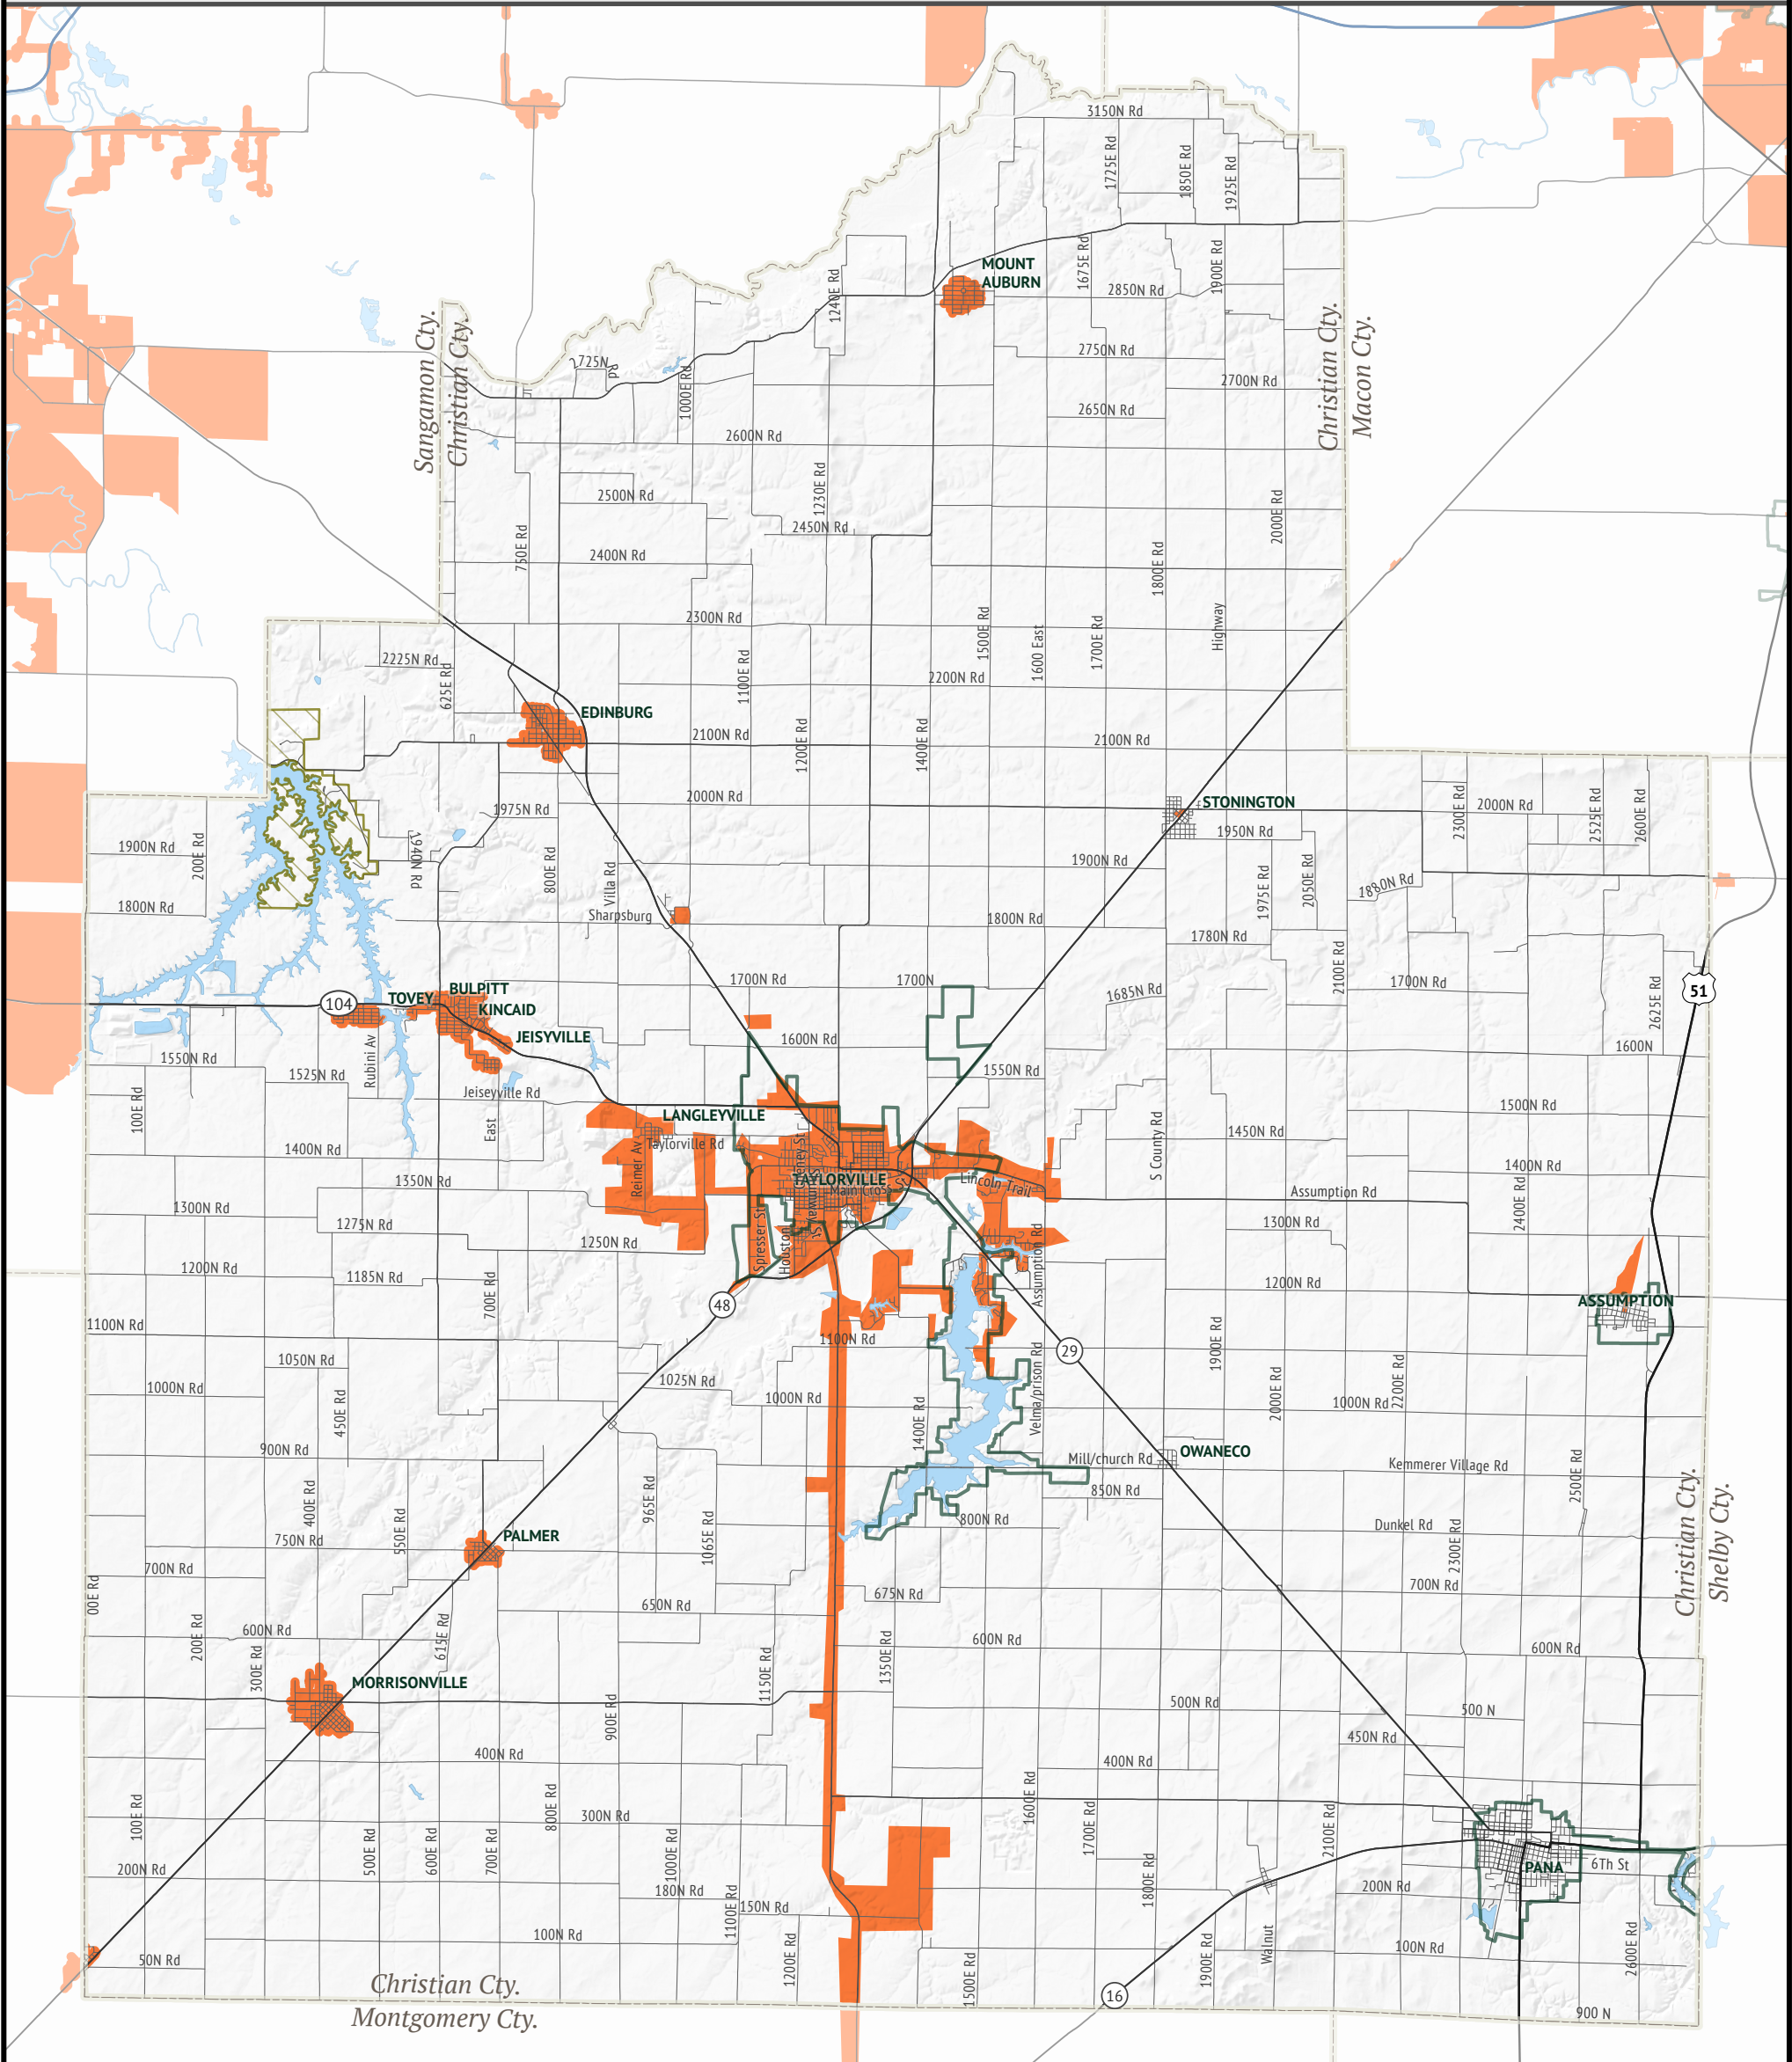 3150N Rd
1725E Rd
1850E Rd
1925E Rd
MOUNT
AUBURN
1675E Rd
1900E Rd
1240E Rd
2850N Rd
Sangamon Cty.
Christian Cty.
Christian Cty.
Macon Cty.
725N
Rd
1000E Rd
2750N Rd
2700N Rd
2650N Rd
2600N Rd
1230E Rd
2500N Rd
2450N Rd
2000E Rd
750E Rd
2400N Rd
1800E Rd
2300N Rd
1500E Rd
1600 East
1700E Rd
Highway
2225N Rd
625E Rd
1100E Rd
2200N Rd
EDINBURG
2100N Rd
1200E Rd
1400E Rd
2100N Rd
1975N Rd
2000N Rd
STONINGTON
2000N Rd
2300E Rd
2525E Rd
2600E Rd
1950N Rd
1900N Rd
200E Rd
1940N Rd
800E Rd
Villa Rd
1900N Rd
1975E Rd
2050E Rd
1880N Rd
1800N Rd
Sharpsburg
1800N Rd
1780N Rd
2100E Rd
1700N Rd
1700N
1685N Rd
1700N Rd
2625E Rd
51
104
TOVEY
BULPITT
KINCAID
JEISYVILLE
1600N Rd
1600N
1550N Rd
Rubini Av
1525N Rd
1550N Rd
Jeiseyville Rd
100E Rd
East
LANGLEYVILLE
1500N Rd
S County Rd
1450N Rd
1400N Rd
Taylorville Rd
1400N Rd
1350N Rd
Reimer Av
TAYLORVILLE
Main Cross St
Lincoln Trail
Assumption Rd
2400E Rd
1300N Rd
1275N Rd
1300N Rd
1250N Rd
Splesser St
Houston
Assumption Rd
1200N Rd
1185N Rd
700E Rd
1200N Rd
48
ASSUMPTION
1100N Rd
1100N Rd
29
1900E Rd
1050N Rd
1025N Rd
Velma/prison Rd
1000N Rd
450E Rd
1000N Rd
1400E Rd
2000E Rd
1000N Rd
2200E Rd
900N Rd
Mill/church Rd
OWANECO
Kemmerer Village Rd
2500E Rd
400E Rd
965E Rd
850N Rd
550E Rd
1065E Rd
750N Rd
PALMER
800N Rd
Dunkel Rd
2300E Rd
Christian Cty.
Shelby Cty.
700N Rd
00E Rd
675N Rd
700N Rd
650N Rd
200E Rd
600N Rd
615E Rd
300E Rd
1150E Rd
1350E Rd
600N Rd
600N Rd
MORRISONVILLE
900E Rd
500N Rd
500 N
450N Rd
400N Rd
400N Rd
100E Rd
800E Rd
300N Rd
1600E Rd
1700E Rd
2100E Rd
500E Rd
600E Rd
700E Rd
1000E Rd
PANA
6Th St
200N Rd
180N Rd
1100E Rd
150N Rd
1800E Rd
200N Rd
100N Rd
1200E Rd
1900E Rd
Walnut
100N Rd
2600E Rd
50N Rd
1500E Rd
Christian Cty.
Montgomery Cty.
16
900 N